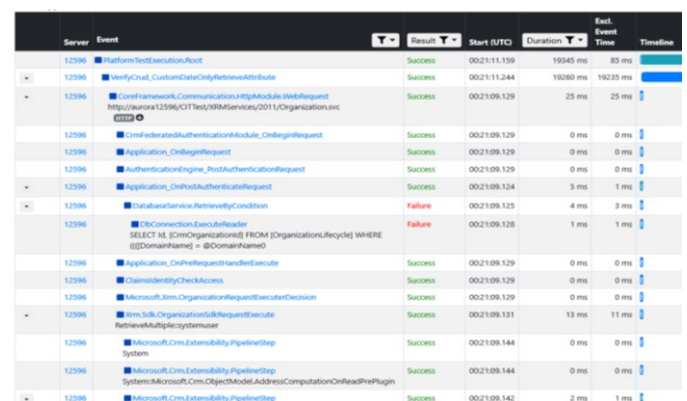 Server Event Result Start (UTC) Duration Excl. Event Time Timeline
12596 PlatformTestExecution.Root Success 00:21:11.159 19345 ms 85 ms
12596 VerifyCrud_CustomDateOnlyRetrieveAttribute Success 00:21:11.244 19260 ms 19235 ms
12596 CoreFramework.Communication.HttpModule.WebRequest Success 00:21:09.129 25 ms 25 ms
http://aurora12596/CITTest/XRMServices/2011/Organization.svc
HTTP
12596 CrmFederatedAuthenticationModule_OnBeginRequest Success 00:21:09.129 0 ms 0 ms
12596 Application_OnBeginRequest Success 00:21:09.129 0 ms 0 ms
12596 AuthenticationEngine_PostAuthenticationRequest Success 00:21:09.129 0 ms 0 ms
12596 Application_OnPostAuthenticateRequest Success 00:21:09.124 5 ms 1 ms
12596 DatabaseService.RetrieveByCondition Failure 00:21:09.125 4 ms 3 ms
12596 DbConnection.ExecuteReader Failure 00:21:09.128 1 ms 1 ms
SELECT Id, [CrmOrganizationId] FROM [OrganizationLifecycle] WHERE
((([DomainName] = @DomainName0
12596 Application_OnPreRequestHandlerExecute Success 00:21:09.129 0 ms 0 ms
12596 ClaimsIdentityCheckAccess Success 00:21:09.129 0 ms 0 ms
12596 Microsoft.Xrm.OrganizationRequestExecuterDecision Success 00:21:09.129 0 ms 0 ms
12596 Xrm.Sdk.OrganizationSdkRequestExecute Success 00:21:09.131 13 ms 11 ms
RetrieveMultiple::systemuser
12596 Microsoft.Crm.Extensibility.PipelineStep Success 00:21:09.144 0 ms 0 ms
System
12596 Microsoft.Crm.Extensibility.PipelineStep Success 00:21:09.144 0 ms 0 ms
System::Microsoft.Crm.ObjectModel.AddressComputationOnReadPrePlugin
12596 Microsoft.Crm.Extensibility.PipelineStep Success 00:21:09.142 2 ms 1 ms